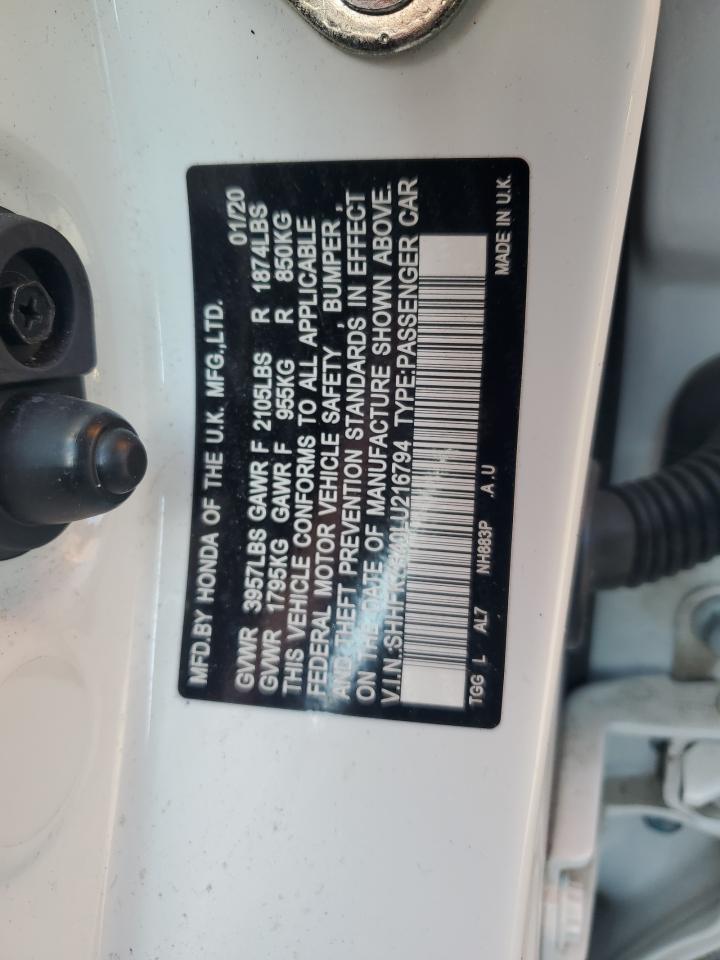 MFD.BY HONDA OF THE U.K. MFG.,LTD.
01/20
GVWR 3957LBS GAWR F 2105LBS R 1874LBS
GVWR 1795KG GAWR F 955KG R 850KG
THIS VEHICLE CONFORMS TO ALL APPLICABLE
FEDERAL MOTOR VEHICLE SAFETY , BUMPER ,
AND THEFT PREVENTION STANDARDS IN EFFECT
ON THE DATE OF MANUFACTURE SHOWN ABOVE.
V.I.N.: TYPE:PASSENGER CAR
TGG L AL7 NH883P .A.U MADE IN U.K.